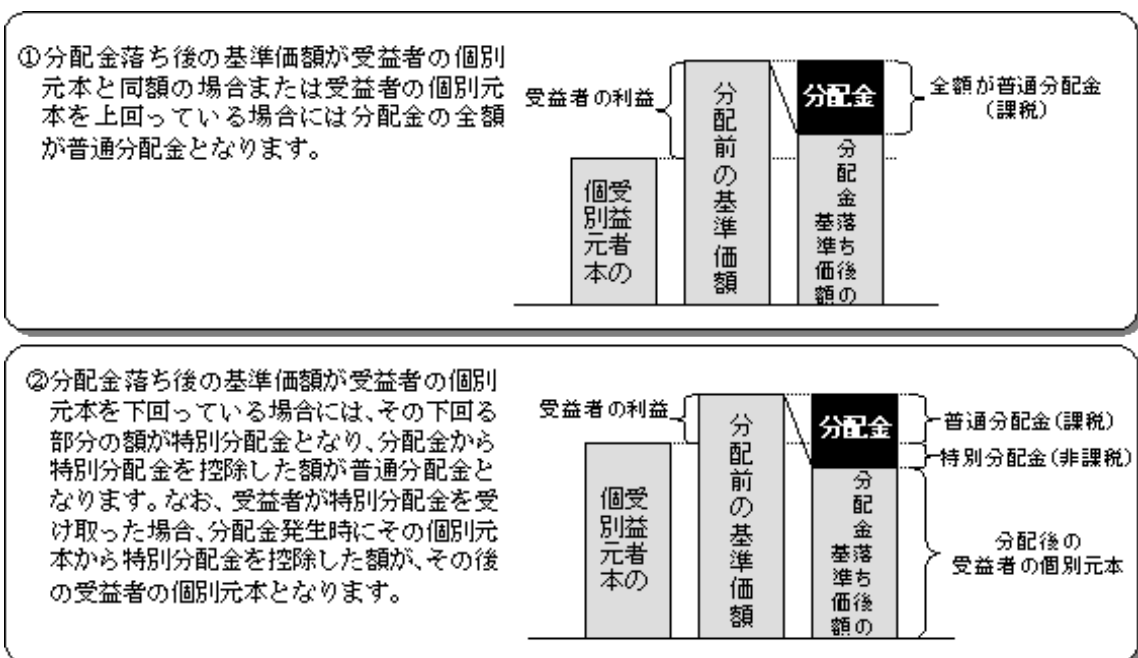 ①分配金落ち後の基準価額が受益者の個別
元本と同額の場合または受益者の個別元
本を上回っている場合には分配金の全額
が普通分配金となります。
受益者の利益
受益者の
個別元本
分配前の基準価額
分配金
分配金落ち後の
基準価額
全額が普通分配金
(課税)
②分配金落ち後の基準価額が受益者の個別
元本を下回っている場合には、その下回る
部分の額が特別分配金となり、分配金から
特別分配金を控除した額が普通分配金と
なります。なお、受益者が特別分配金を受
け取った場合、分配金発生時にその個別元
本から特別分配金を控除した額が、その後
の受益者の個別元本となります。
受益者の利益
受益者の
個別元本
分配前の基準価額
分配金
分配金落ち後の
基準価額
普通分配金(課税)
特別分配金(非課税)
分配後の
受益者の個別元本